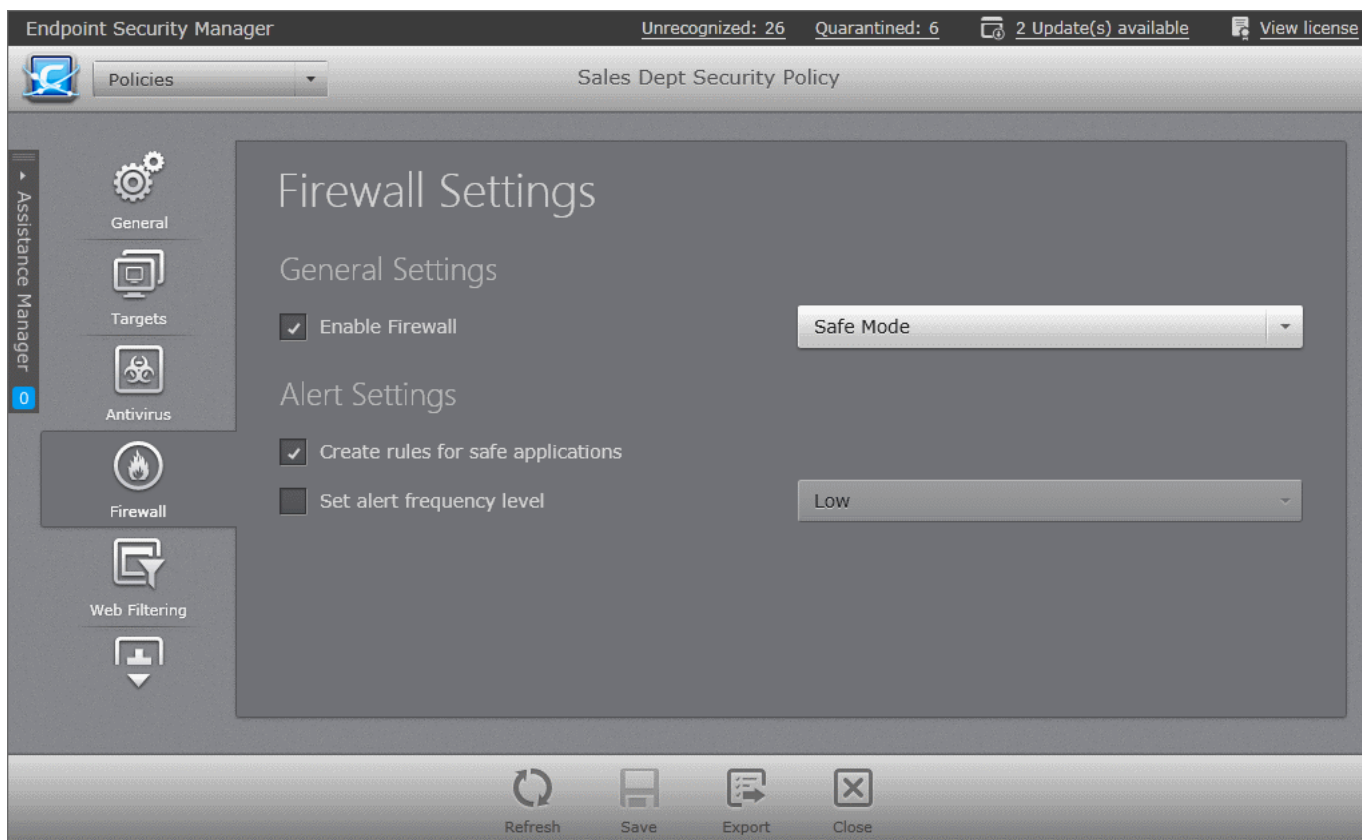 Endpoint Security Manager
Unrecognized: 26
Quarantined: 6
2 Update(s) available
View license
Policies
Sales Dept Security Policy
Assistance Manager
0
General
Targets
Antivirus
Firewall
Web Filtering
Firewall Settings
General Settings
Enable Firewall
Safe Mode
Alert Settings
Create rules for safe applications
Set alert frequency level
Low
Refresh
Save
Export
Close